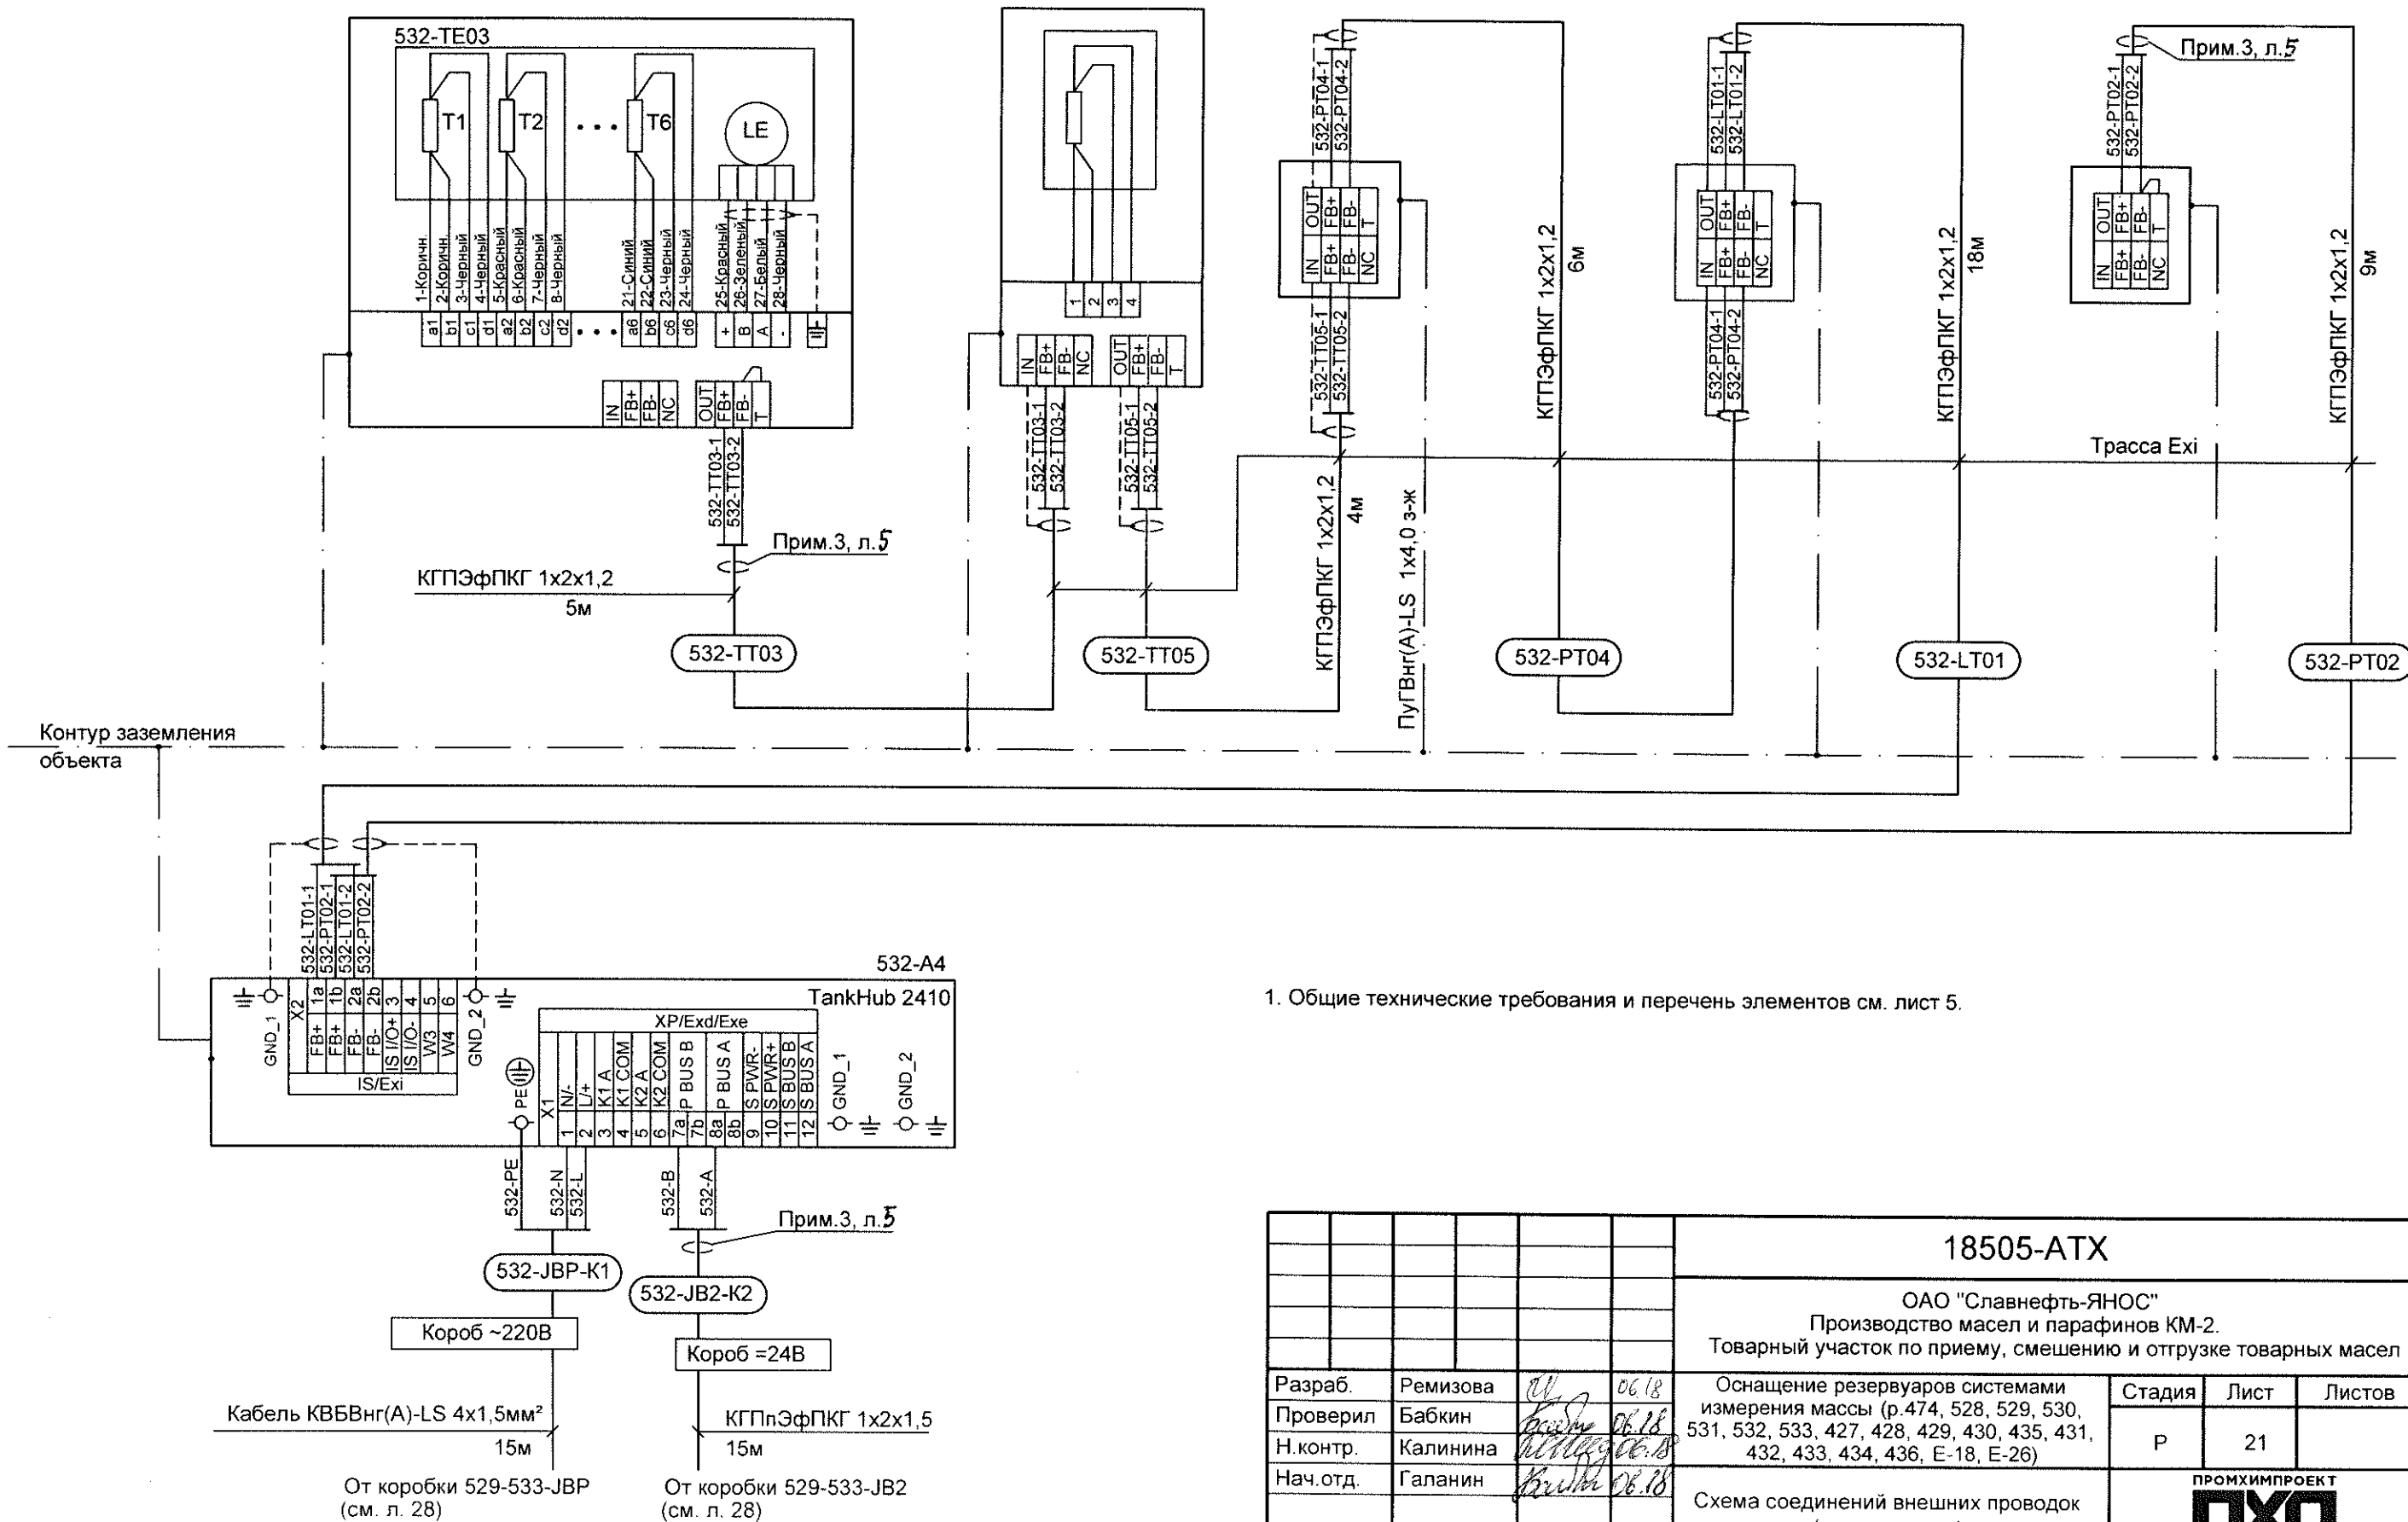 532-TE03
T1
T2
T6
LE
1-Коричн.
2-Коричн.
3-Черный
4-Черный
5-Красный
6-Красный
7-Черный
8-Черный
21-Синий
22-Синий
23-Черный
24-Черный
25-Красный
26-Зеленый
27-Белый
28-Черный
a1
b1
c1
d1
a2
b2
c2
d2
a6
b6
c6
d6
+
B
A
-
IN
FB+
FB-
NC
OUT
FB+
FB-
T
532-TT03-1
532-TT03-2
Прим.3, л.5
КГПЭфПКГ 1х2х1,2
5м
532-TT03
1
2
3
4
IN
FB+
FB-
NC
OUT
FB+
FB-
T
532-TT03-1
532-TT03-2
532-TT05-1
532-TT05-2
532-TT05
532-PT04-1
532-PT04-2
OUT
FB+
FB-
T
IN
FB+
FB-
NC
532-TT05-1
532-TT05-2
КГПЭфПКГ 1х2х1,2
4м
ПуГВнг(А)-LS 1х4,0 з-ж
КГПЭфПКГ 1х2х1,2
6м
532-PT04
532-LT01-1
532-LT01-2
OUT
FB+
FB-
T
IN
FB+
FB-
NC
532-PT04-1
532-PT04-2
КГПЭфПКГ 1х2х1,2
18м
532-LT01
532-PT02-1
532-PT02-2
Прим.3, л.5
OUT
FB+
FB-
T
IN
FB+
FB-
NC
КГПЭфПКГ 1х2х1,2
9м
Трасса Exi
532-PT02
Контур заземления
объекта
532-LT01-1
532-PT02-1
532-LT01-2
532-PT02-2
532-A4
TankHub 2410
GND_1
X2
1a
1b
2a
2b
3
4
5
6
FB+
FB+
FB-
FB-
IS I/O+
IS I/O-
W3
W4
IS/Exi
GND_2
PE
XP/Exd/Exe
X1
N/-
L/+
K1 A
K1 COM
K2 A
K2 COM
P BUS B
P BUS A
S PWR-
S PWR+
S BUS B
S BUS A
1
2
3
4
5
6
7a
7b
8a
8b
9
10
11
12
GND_1
GND_2
532-PE
532-N
532-L
532-B
532-A
Прим.3, л.5
532-JBP-K1
532-JB2-K2
Короб ~220В
Короб =24В
Кабель КВБВнг(А)-LS 4х1,5мм²
15м
КГПпЭфПКГ 1х2х1,5
15м
От коробки 529-533-JBP
(см. л. 28)
От коробки 529-533-JB2
(см. л. 28)
1. Общие технические требования и перечень элементов см. лист 5.
18505-АТХ
ОАО "Славнефть-ЯНОС"
Производство масел и парафинов КМ-2.
Товарный участок по приему, смешению и отгрузке товарных масел
Разраб. Ремизова 06.18
Проверил Бабкин 06.18
Н.контр. Калинина 06.18
Нач.отд. Галанин 06.18
Оснащение резервуаров системами
измерения массы (р.474, 528, 529, 530,
531, 532, 533, 427, 428, 429, 430, 435, 431,
432, 433, 434, 436, Е-18, Е-26)
Стадия Лист Листов
Р 21
Схема соединений внешних проводок
ПРОМХИМПРОЕКТ
ПХП